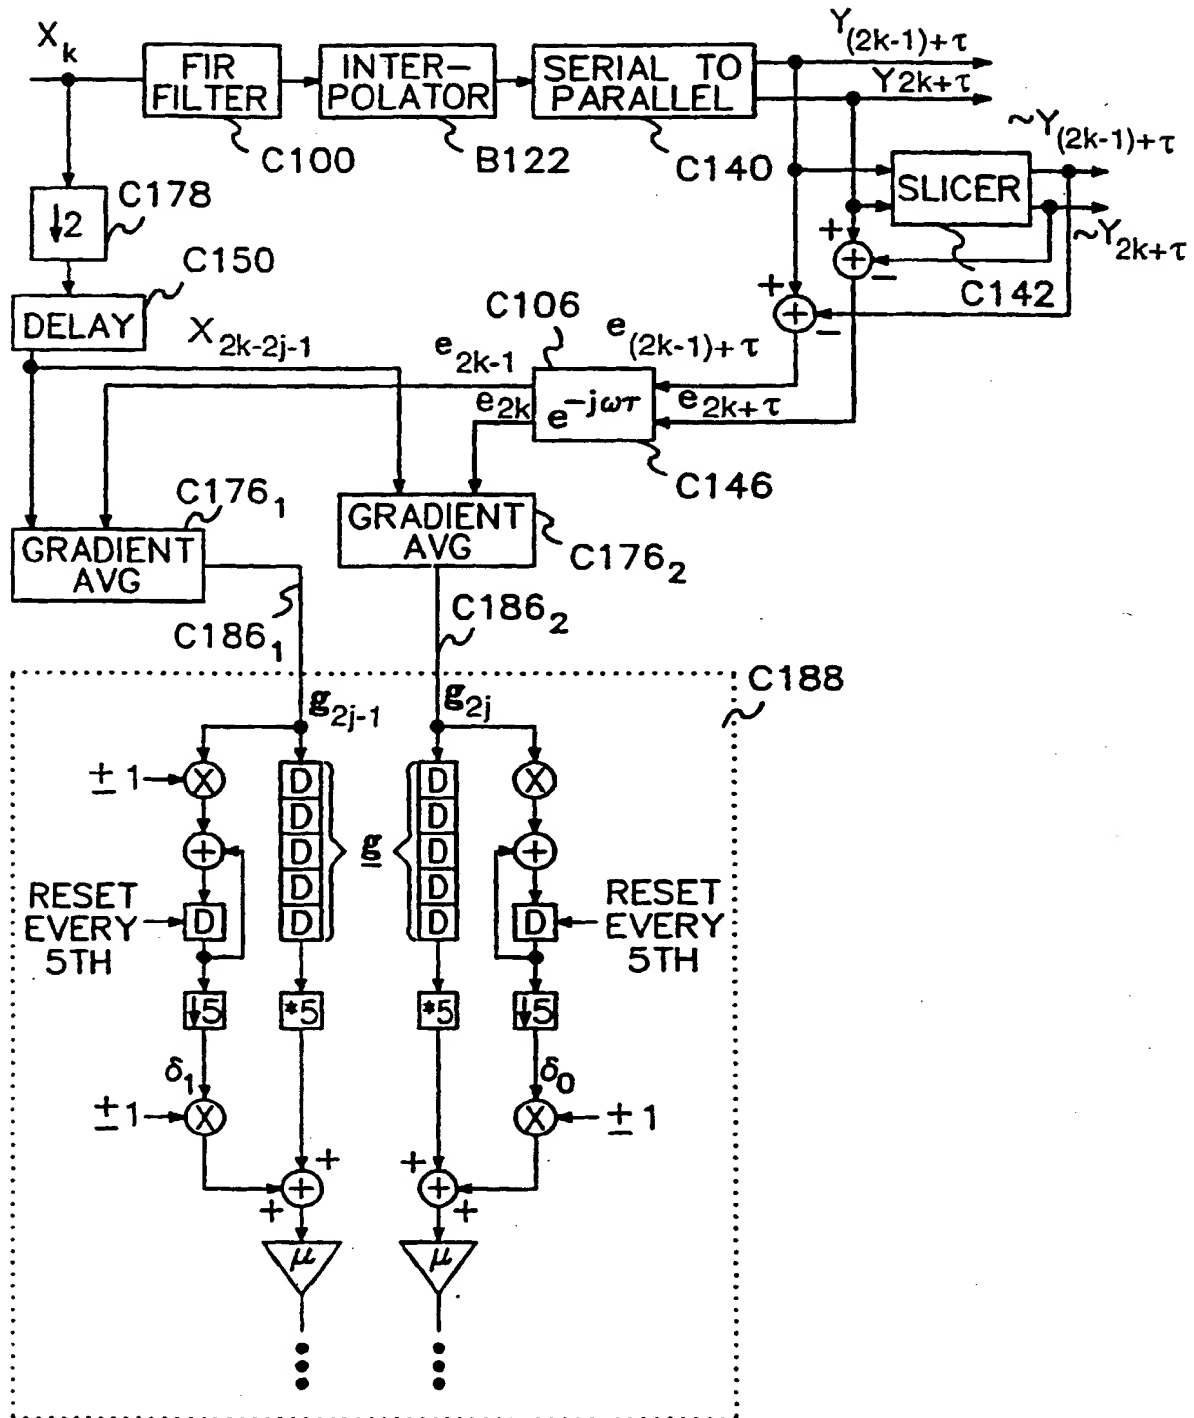 X_k
FIR
FILTER
C100
INTER-
POLATOR
B122
SERIAL TO
PARALLEL
C140
Y_(2k-1)+τ
Y_2k+τ
~Y_(2k-1)+τ
SLICER
~Y_2k+τ
C142
+
+
−
+
+
−
↓2
C178
C150
DELAY
X_2k-2j-1
e_2k-1
C106
e_(2k-1)+τ
e_2k
e^-jωτ
e_2k+τ
C146
C176_1
GRADIENT
AVG
C186_1
GRADIENT
AVG
C176_2
C186_2
C188
g_2j-1
g_2j
± 1
X
D
D
D
D
D
g
D
D
D
D
D
X
+
+
RESET
EVERY
5TH
D
D
RESET
EVERY
5TH
↓5
*5
*5
↓5
δ_1
δ_0
± 1
X
X
± 1
+
+
+
+
+
+
μ
μ